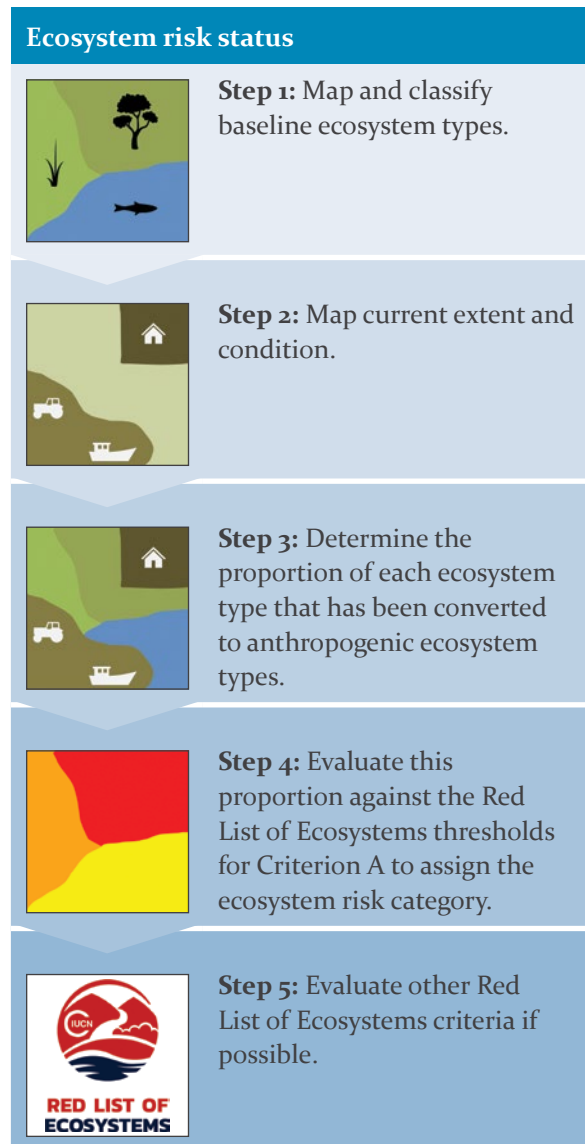 Ecosystem risk status
Step 1: Map and classify
baseline ecosystem types.
Step 2: Map current extent and
condition.
Step 3: Determine the
proportion of each ecosystem
type that has been converted
to anthropogenic ecosystem
types.
Step 4: Evaluate this
proportion against the Red
List of Ecosystems thresholds
for Criterion A to assign the
ecosystem risk category.
IUCN
RED LIST OF
ECOSYSTEMS
Step 5: Evaluate other Red
List of Ecosystems criteria if
possible.